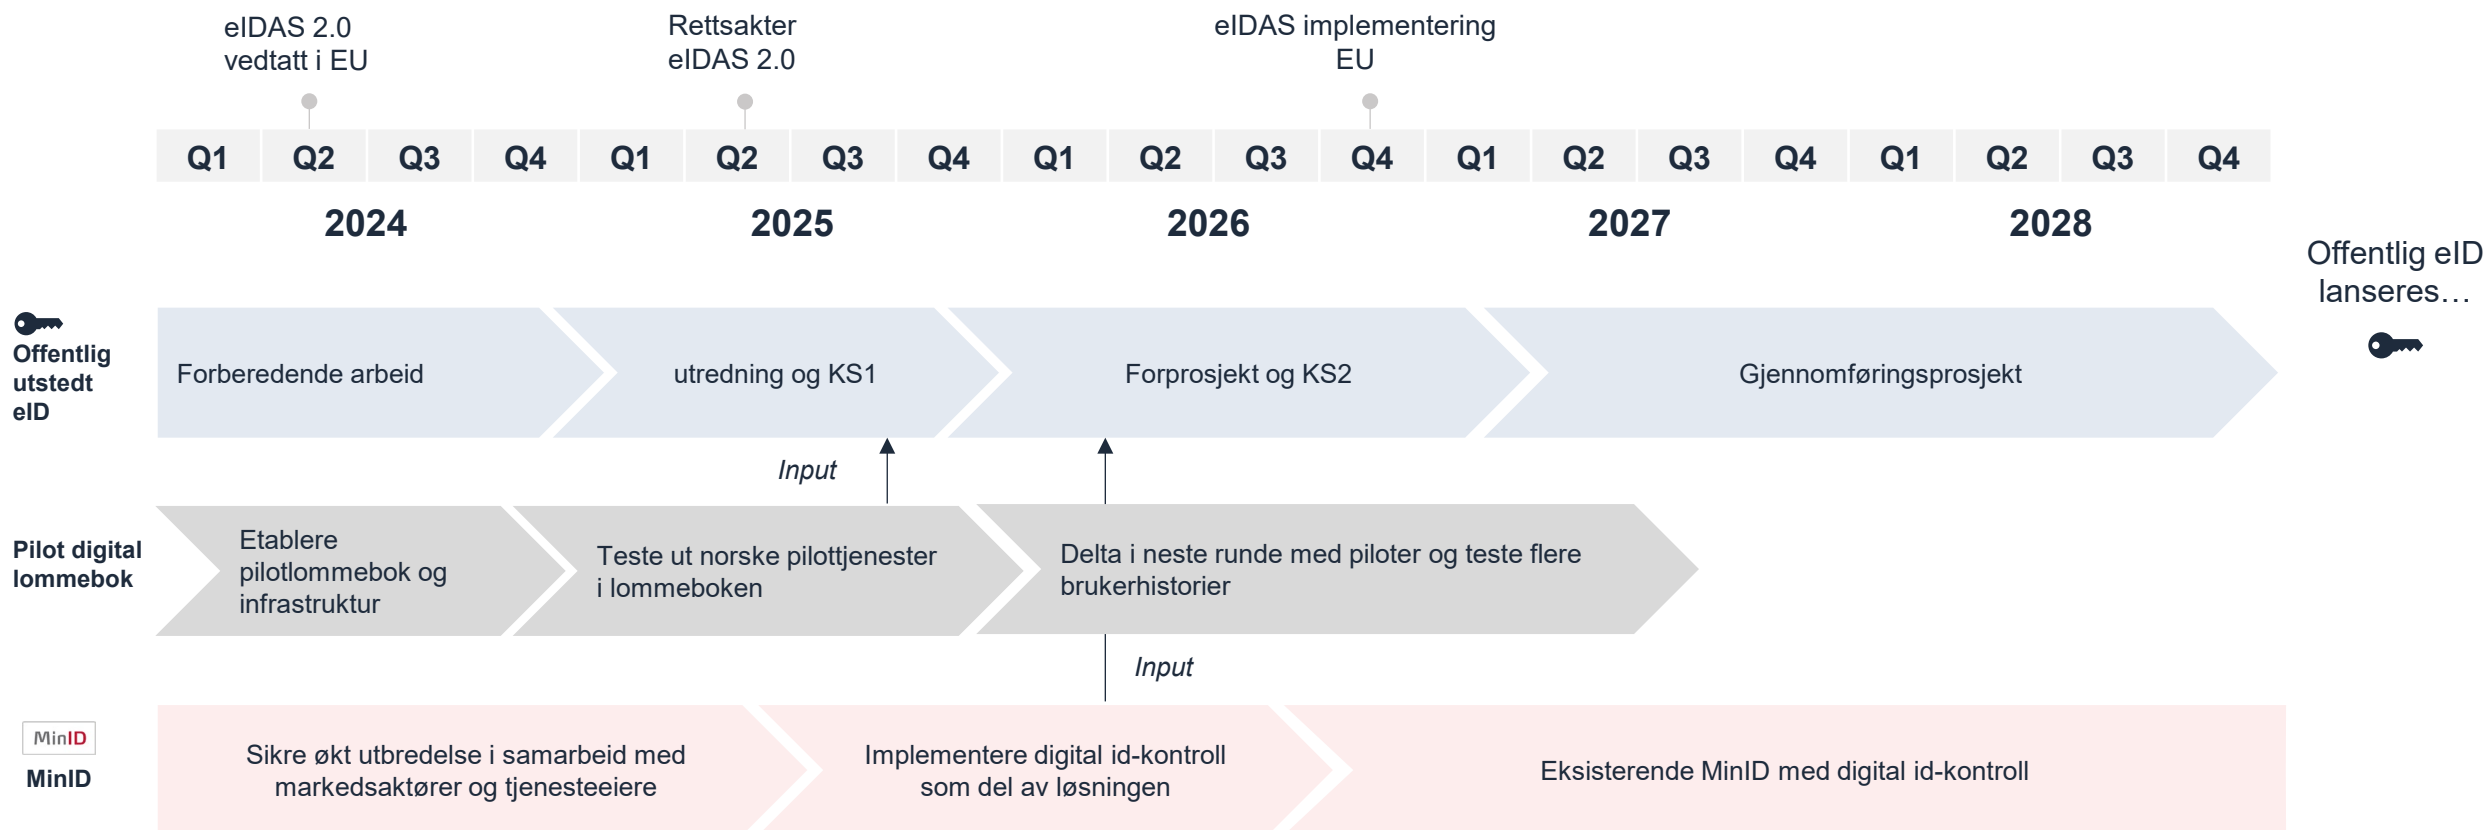 eIDAS 2.0
vedtatt i EU
Rettsakter
eIDAS 2.0
eIDAS implementering
EU
Q1 Q2 Q3 Q4 Q1 Q2 Q3 Q4 Q1 Q2 Q3 Q4 Q1 Q2 Q3 Q4 Q1 Q2 Q3 Q4
2024 2025 2026 2027 2028
Offentlig eID
lanseres…
Offentlig
utstedt
eID
Forberedende arbeid
utredning og KS1
Forprosjekt og KS2
Gjennomføringsprosjekt
Input
Pilot digital
lommebok
Etablere
pilotlommebok og
infrastruktur
Teste ut norske pilottjenester
i lommeboken
Delta i neste runde med piloter og teste flere
brukerhistorier
Input
MinID
MinID
Sikre økt utbredelse i samarbeid med
markedsaktører og tjenesteeiere
Implementere digital id-kontroll
som del av løsningen
Eksisterende MinID med digital id-kontroll